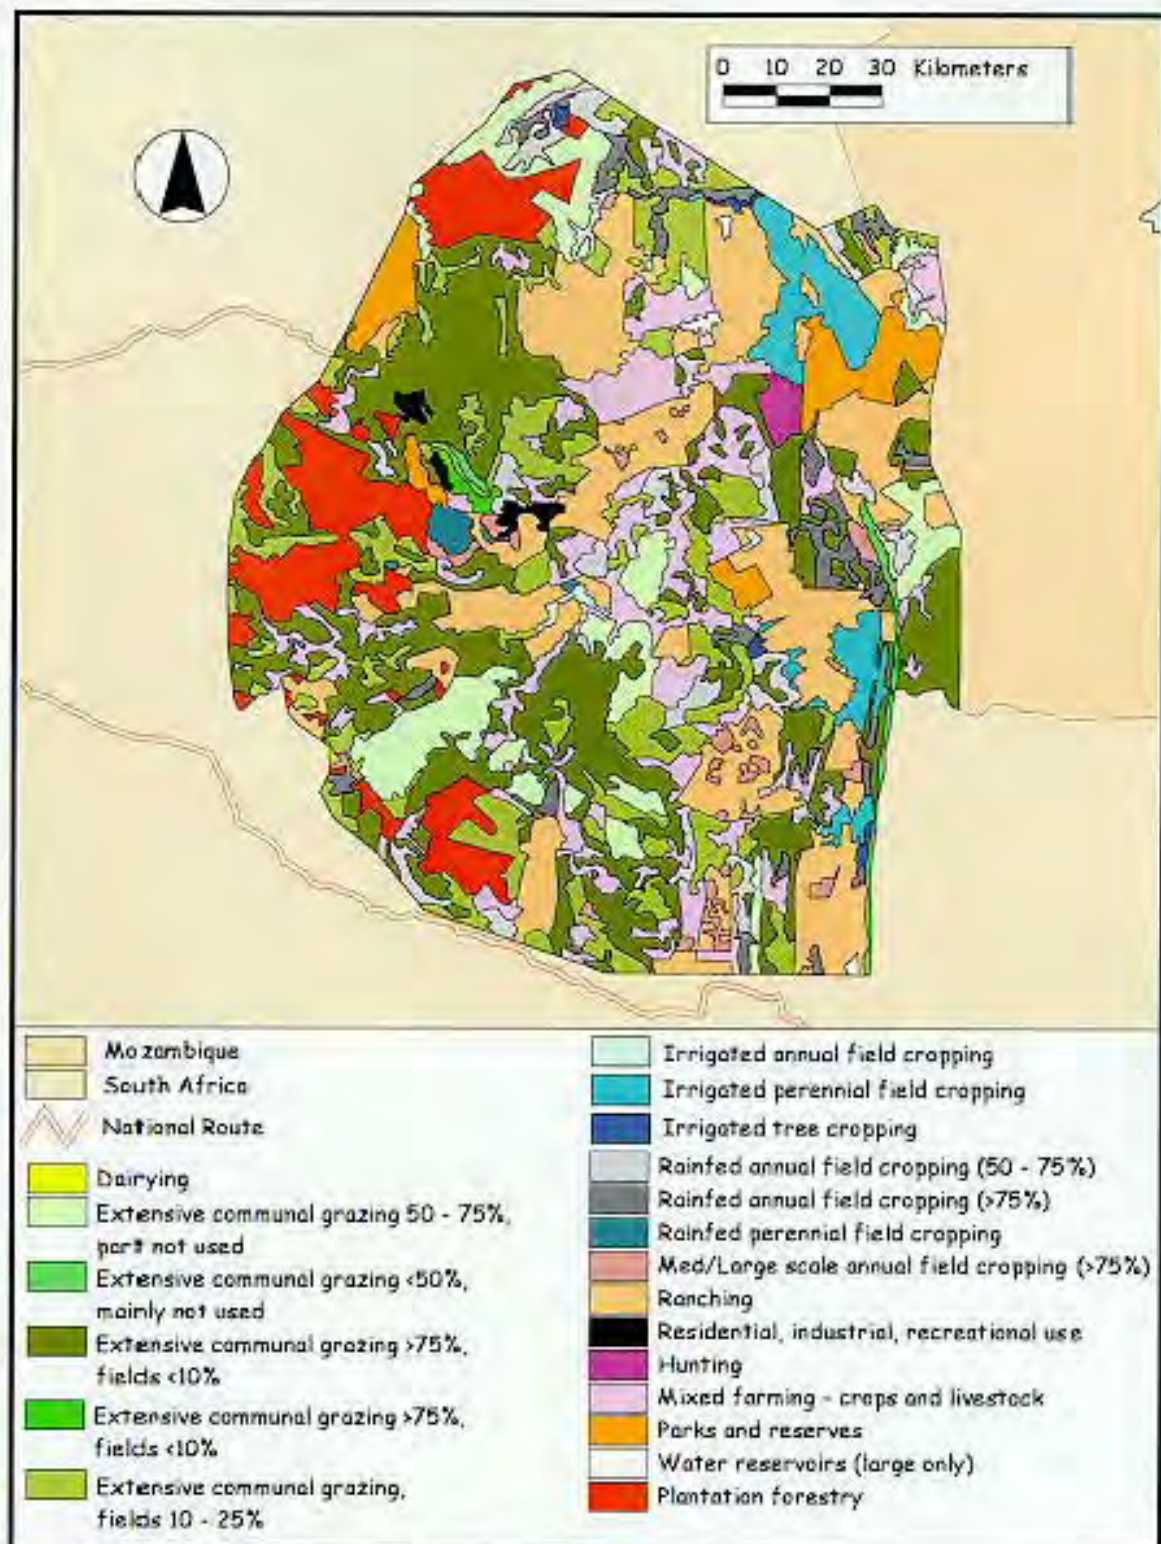 0 10 20 30 Kilometers
Mozambique
South Africa
National Route
Dairying
Extensive communal grazing 50 - 75%,
part not used
Extensive communal grazing <50%,
mainly not used
Extensive communal grazing >75%,
fields <10%
Extensive communal grazing >75%,
fields <10%
Extensive communal grazing,
fields 10 - 25%
Irrigated annual field cropping
Irrigated perennial field cropping
Irrigated tree cropping
Rainfed annual field cropping (50 - 75%)
Rainfed annual field cropping (>75%)
Rainfed perennial field cropping
Med/Large scale annual field cropping (>75%)
Ranching
Residential, industrial, recreational use
Hunting
Mixed farming - crops and livestock
Parks and reserves
Water reservoirs (large only)
Plantation forestry